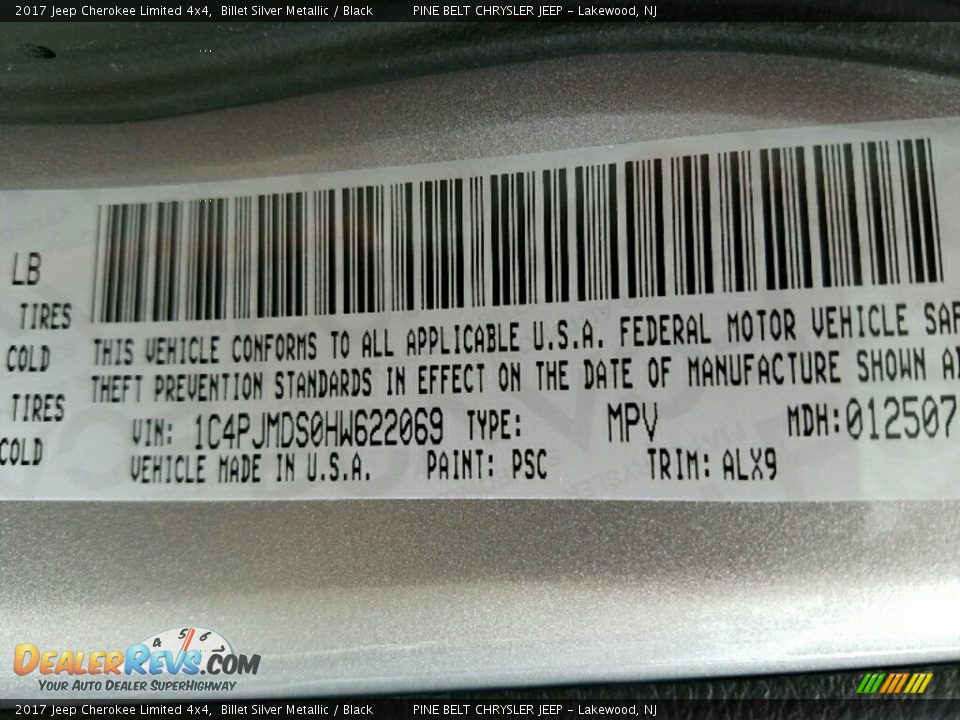 2017 Jeep Cherokee Limited 4x4, Billet Silver Metallic / Black PINE BELT CHRYSLER JEEP - Lakewood, NJ
LB
TIRES
COLD
TIRES
COLD
THIS VEHICLE CONFORMS TO ALL APPLICABLE U.S.A. FEDERAL MOTOR VEHICLE SAF
THEFT PREVENTION STANDARDS IN EFFECT ON THE DATE OF MANUFACTURE SHOWN
VIN: 1C4PJMDS0HW622069 TYPE: MPV MDH:012507
VEHICLE MADE IN U.S.A. PAINT: PSC TRIM: ALX9
4 5 6
DEALERREVS.COM
YOUR AUTO DEALER SUPERHIGHWAY
2017 Jeep Cherokee Limited 4x4, Billet Silver Metallic / Black PINE BELT CHRYSLER JEEP - Lakewood, NJ